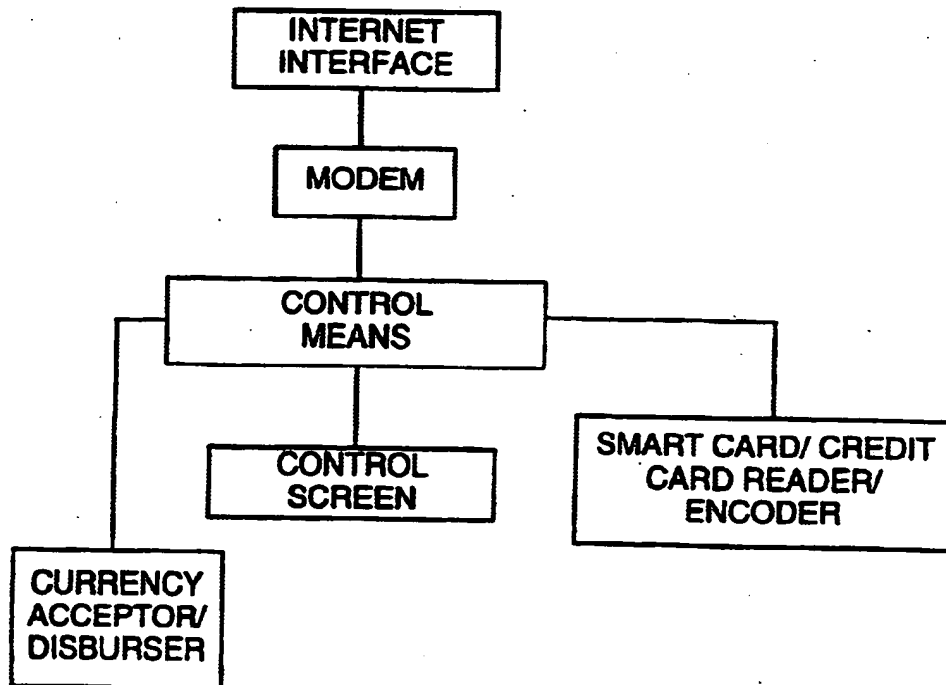 INTERNET
INTERFACE
MODEM
CONTROL
MEANS
CONTROL
SCREEN
SMART CARD/ CREDIT
CARD READER/
ENCODER
CURRENCY
ACCEPTOR/
DISBURSER